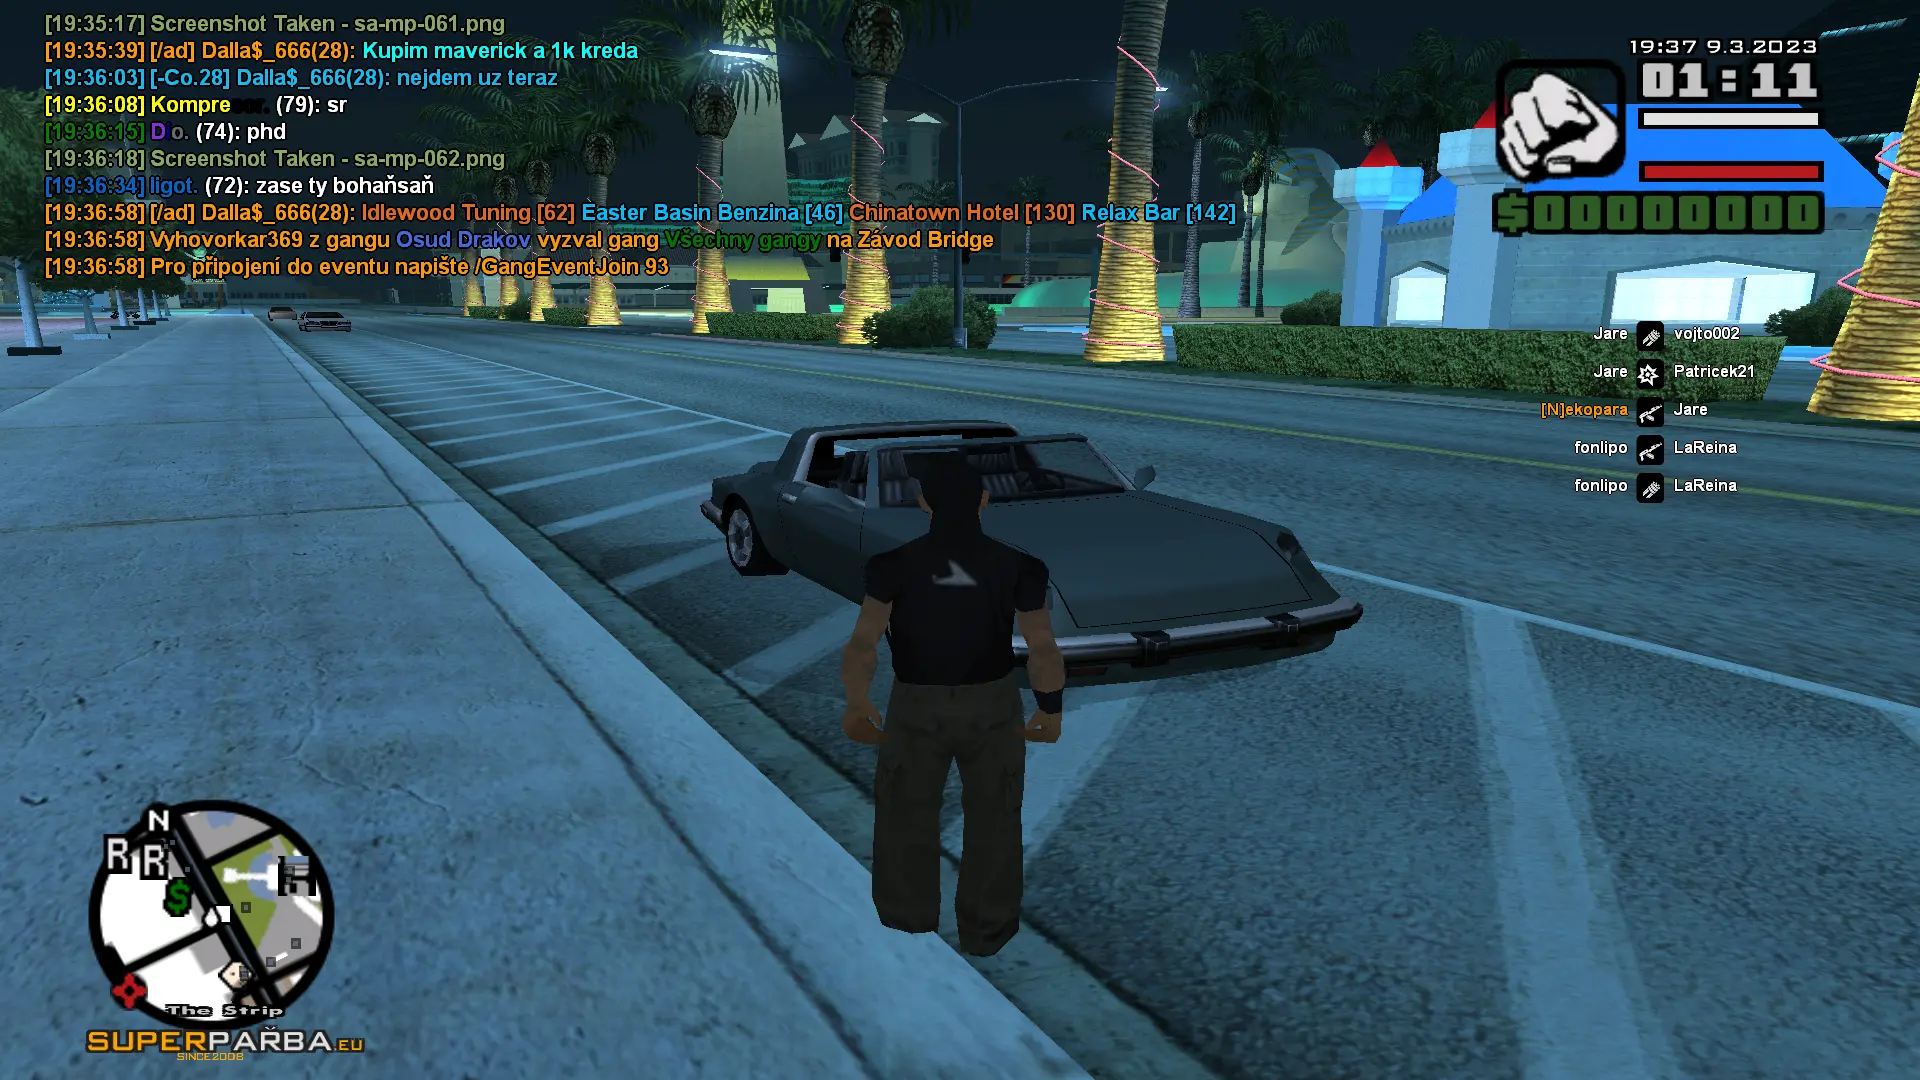 [19:35:17] Screenshot Taken - sa-mp-061.png
[19:35:39] [/ad] Dalla$_666(28): Kupim maverick a 1k kreda
[19:36:03] [-Co.28] Dalla$_666(28): nejdem uz teraz
[19:36:08] Kompre (79): sr
[19:36:15] D o. (74): phd
[19:36:18] Screenshot Taken - sa-mp-062.png
[19:36:34] ligot. (72): zase ty bohaňsaň
[19:36:58] [/ad] Dalla$_666(28): Idlewood Tuning [62] Easter Basin Benzina [46] Chinatown Hotel [130] Relax Bar [142]
[19:36:58] Vyhovorkar369 z gangu Osud Drakov vyzval gang Všechny gangy na Závod Bridge
[19:36:58] Pro připojení do eventu napište /GangEventJoin 93
19:37 9.3.2023
01:11
$00000000
Jare vojto002
Jare Patricek21
[N]ekopara Jare
fonlipo LaReina
fonlipo LaReina
N
R R
$
The Strip
SUPERPAŘBA.EU
SINCE 2008